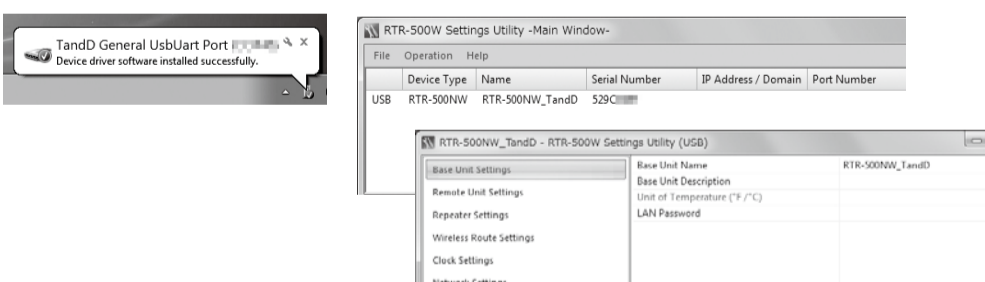 TandD General UsbUart Port
Device driver software installed successfully.
RTR-500W Settings Utility -Main Window-
File Operation Help
Device Type Name Serial Number IP Address / Domain Port Number
USB RTR-500NW RTR-500NW_TandD 529C
RTR-500NW_TandD - RTR-500W Settings Utility (USB)
Base Unit Settings
Remote Unit Settings
Repeater Settings
Wireless Route Settings
Clock Settings
Network Settings
Base Unit Name RTR-500NW_TandD
Base Unit Description
Unit of Temperature (°F /°C)
LAN Password